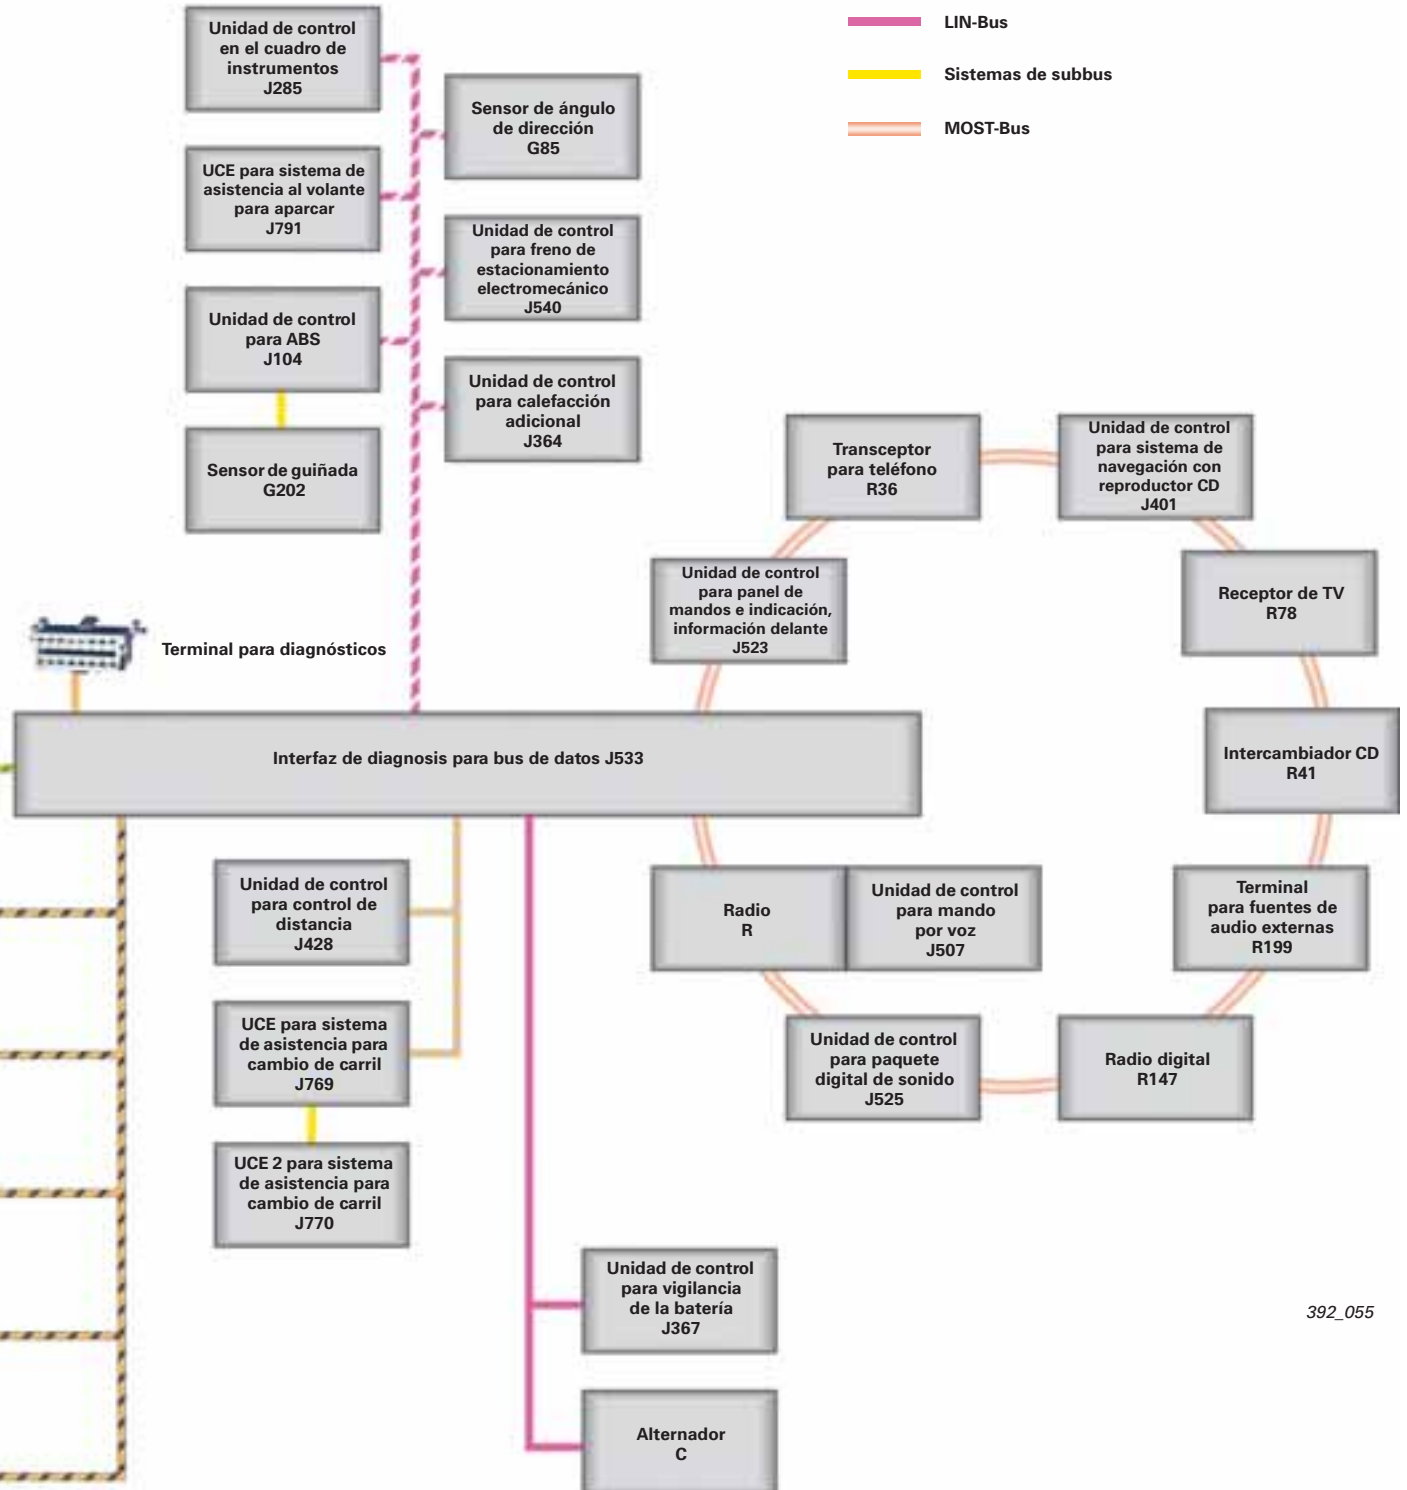 LIN-Bus
Sistemas de subbus
MOST-Bus
Unidad de control
en el cuadro de
instrumentos
J285
Sensor de ángulo
de dirección
G85
UCE para sistema de
asistencia al volante
para aparcar
J791
Unidad de control
para freno de
estacionamiento
electromecánico
J540
Unidad de control
para ABS
J104
Unidad de control
para calefacción
adicional
J364
Sensor de guiñada
G202
Transceptor
para teléfono
R36
Unidad de control
para sistema de
navegación con
reproductor CD
J401
Unidad de control
para panel de
mandos e indicación,
información delante
J523
Receptor de TV
R78
Terminal para diagnósticos
Interfaz de diagnosis para bus de datos J533
Intercambiador CD
R41
Unidad de control
para control de
distancia
J428
Radio
R
Unidad de control
para mando
por voz
J507
Terminal
para fuentes de
audio externas
R199
UCE para sistema
de asistencia para
cambio de carril
J769
Unidad de control
para paquete
digital de sonido
J525
Radio digital
R147
UCE 2 para sistema
de asistencia para
cambio de carril
J770
Unidad de control
para vigilancia
de la batería
J367
392_055
Alternador
C